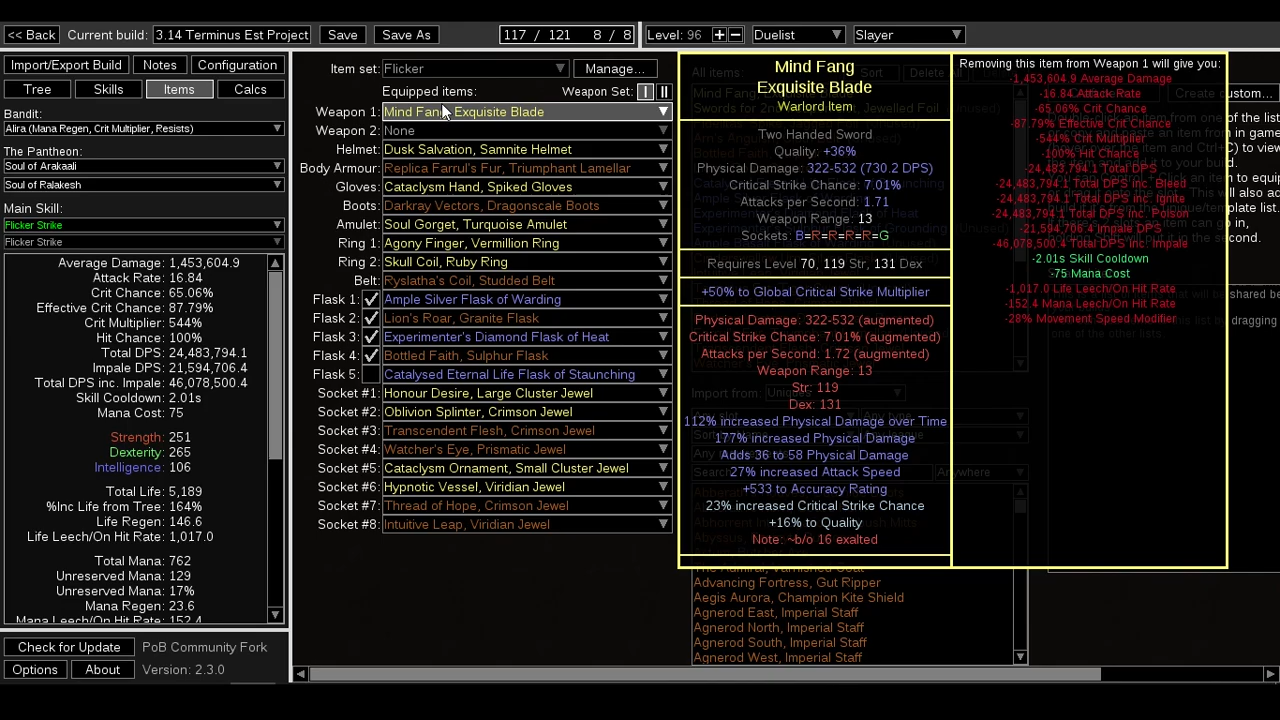 << Back
Current build:
3.14 Terminus Est Project
Save
Save As
117 / 121 8 / 8
Level: 96
+
-
Duelist
Slayer
Import/Export Build
Notes
Configuration
Tree
Skills
Items
Calcs
Bandit:
Alira (Mana Regen, Crit Multiplier, Resists)
The Pantheon:
Soul of Arakaali
Soul of Ralakesh
Main Skill:
Flicker Strike
Flicker Strike
Average Damage: 1,453,604.9
Attack Rate: 16.84
Crit Chance: 65.06%
Effective Crit Chance: 87.79%
Crit Multiplier: 544%
Hit Chance: 100%
Total DPS: 24,483,794.1
Impale DPS: 21,594,706.4
Total DPS inc. Impale: 46,078,500.4
Skill Cooldown: 2.01s
Mana Cost: 75
Strength: 251
Dexterity: 265
Intelligence: 106
Total Life: 5,189
%Inc Life from Tree: 164%
Life Regen: 146.6
Life Leech/On Hit Rate: 1,017.0
Total Mana: 762
Unreserved Mana: 129
Unreserved Mana: 17%
Mana Regen: 23.6
Mana Leech/On Hit Rate: 152.4
Check for Update
PoB Community Fork
Options
About
Version: 2.3.0
Item set: Flicker
Manage...
Equipped items:
Weapon Set: I II
Weapon 1: Mind Fang, Exquisite Blade
Weapon 2: None
Helmet: Dusk Salvation, Samnite Helmet
Body Armour: Replica Farrul's Fur, Triumphant Lamellar
Gloves: Cataclysm Hand, Spiked Gloves
Boots: Darkray Vectors, Dragonscale Boots
Amulet: Soul Gorget, Turquoise Amulet
Ring 1: Agony Finger, Vermillion Ring
Ring 2: Skull Coil, Ruby Ring
Belt: Ryslatha's Coil, Studded Belt
Flask 1: Ample Silver Flask of Warding
Flask 2: Lion's Roar, Granite Flask
Flask 3: Experimenter's Diamond Flask of Heat
Flask 4: Bottled Faith, Sulphur Flask
Flask 5: Catalysed Eternal Life Flask of Staunching
Socket #1: Honour Desire, Large Cluster Jewel
Socket #2: Oblivion Splinter, Crimson Jewel
Socket #3: Transcendent Flesh, Crimson Jewel
Socket #4: Watcher's Eye, Prismatic Jewel
Socket #5: Cataclysm Ornament, Small Cluster Jewel
Socket #6: Hypnotic Vessel, Viridian Jewel
Socket #7: Thread of Hope, Crimson Jewel
Socket #8: Intuitive Leap, Viridian Jewel
Mind Fang
Exquisite Blade
Warlord Item
Two Handed Sword
Quality: +36%
Physical Damage: 322-532 (730.2 DPS)
Critical Strike Chance: 7.01%
Attacks per Second: 1.71
Weapon Range: 13
Sockets: B=R=R=R=R=G
Requires Level 70, 119 Str, 131 Dex
+50% to Global Critical Strike Multiplier
Physical Damage: 322-532 (augmented)
Critical Strike Chance: 7.01% (augmented)
Attacks per Second: 1.72 (augmented)
Weapon Range: 13
Str: 119
Dex: 131
112% increased Physical Damage over Time
177% increased Physical Damage
Adds 36 to 58 Physical Damage
27% increased Attack Speed
+533 to Accuracy Rating
23% increased Critical Strike Chance
+16% to Quality
Note: ~b/o 16 exalted
Removing this item from Weapon 1 will give you:
-1,453,604.9 Average Damage
-16.84 Attack Rate
-65.06% Crit Chance
-87.79% Effective Crit Chance
-544% Crit Multiplier
-100% Hit Chance
-24,483,794.1 Total DPS
-24,483,794.1 Total DPS inc. Bleed
-24,483,794.1 Total DPS inc. Ignite
-24,483,794.1 Total DPS inc. Poison
-21,594,706.4 Impale DPS
-46,078,500.4 Total DPS inc. Impale
-2.01s Skill Cooldown
-75 Mana Cost
-1,017.0 Life Leech/On Hit Rate
-152.4 Mana Leech/On Hit Rate
-28% Movement Speed Modifier
All items:
Sort
Create custom...
Import from: Uniques
Advancing Fortress, Gut Ripper
Aegis Aurora, Champion Kite Shield
Agnerod East, Imperial Staff
Agnerod North, Imperial Staff
Agnerod South, Imperial Staff
Agnerod West, Imperial Staff